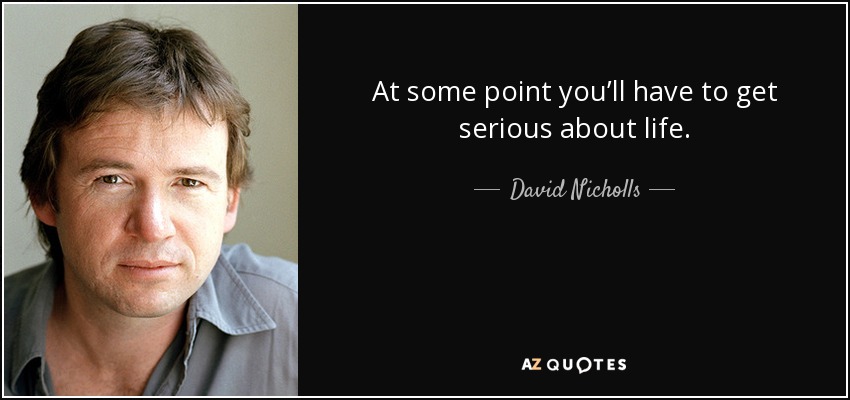 At some point you’ll have to get
serious about life.
David Nicholls
AZ QUOTES